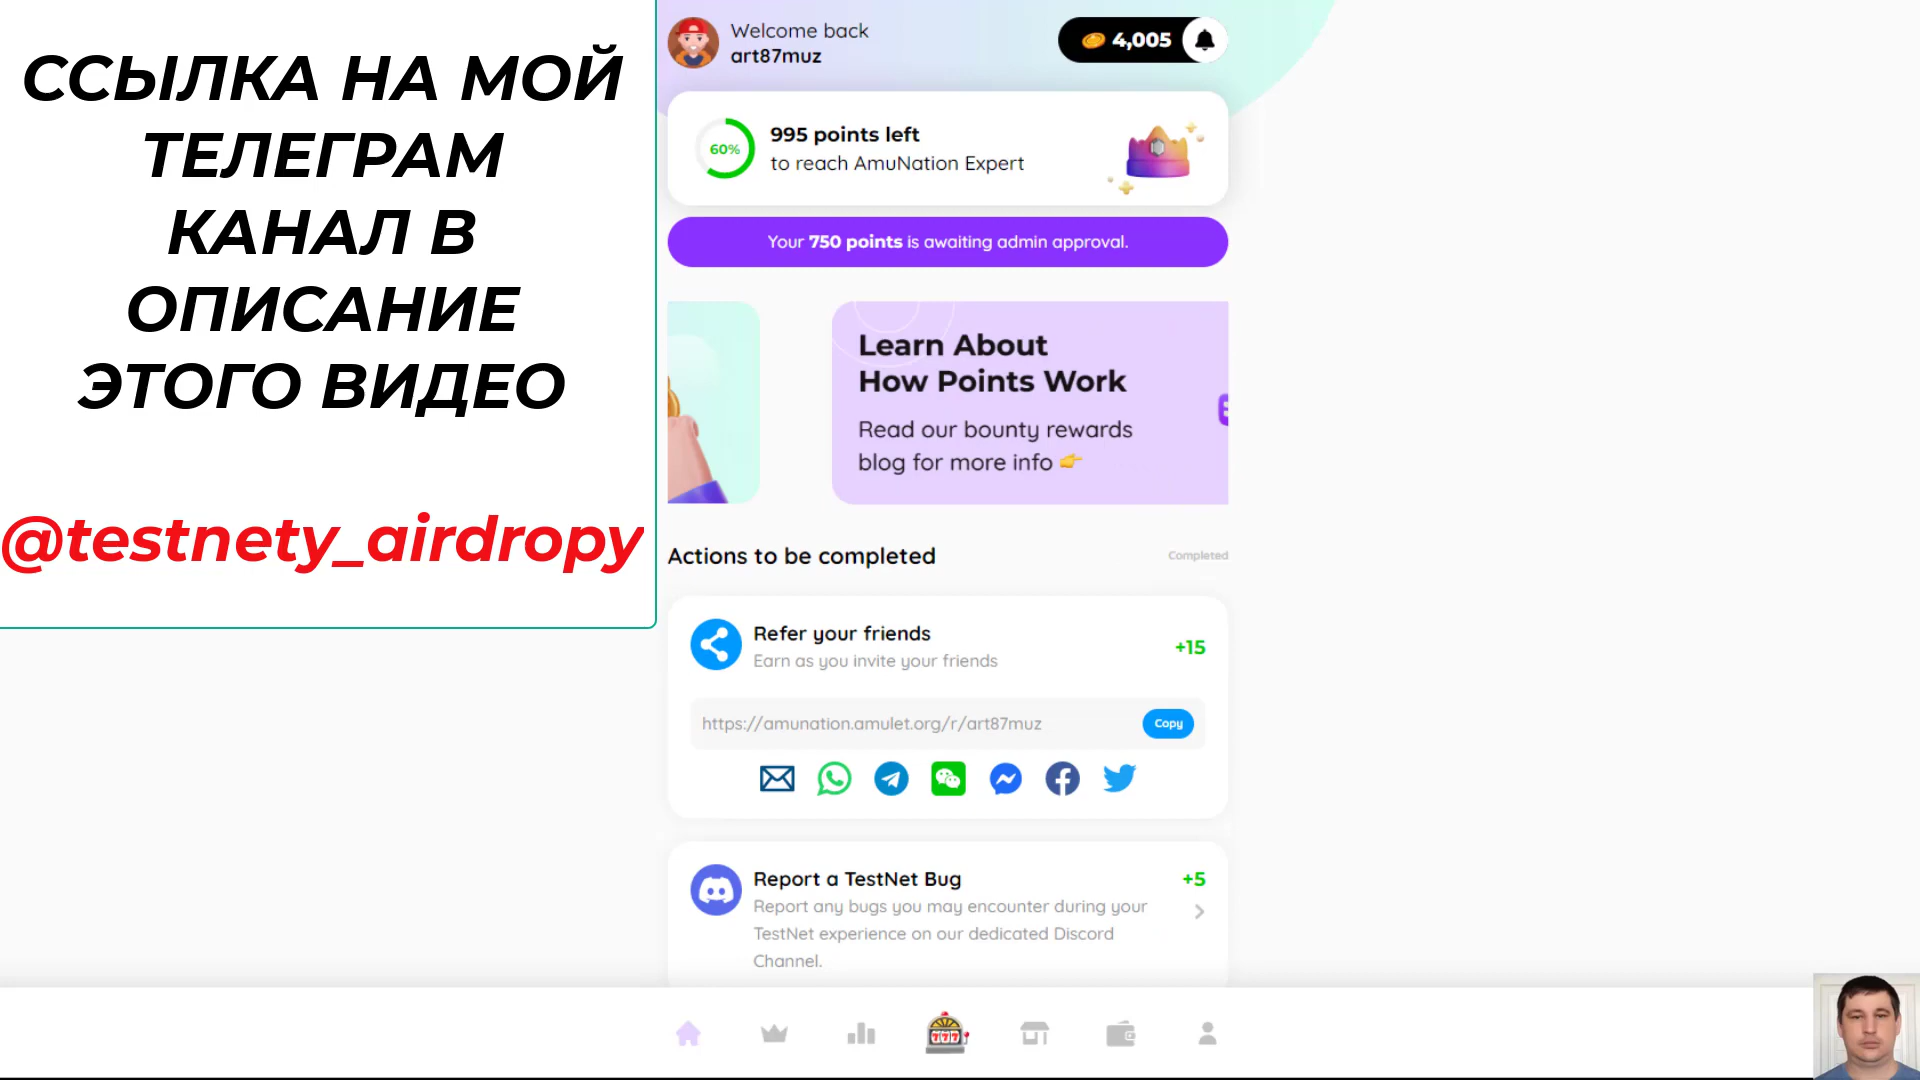 ССЫЛКА НА МОЙ
ТЕЛЕГРАМ
КАНАЛ В
ОПИСАНИЕ
ЭТОГО ВИДЕО
@testnety_airdropy
Welcome back
art87muz
4,005
60%
995 points left
to reach AmuNation Expert
Your 750 points is awaiting admin approval.
Learn About
How Points Work
Read our bounty rewards
blog for more info 👉
Actions to be completed
Completed
Refer your friends
Earn as you invite your friends
+15
https://amunation.amulet.org/r/art87muz
Copy
Report a TestNet Bug
+5
Report any bugs you may encounter during your
TestNet experience on our dedicated Discord
Channel.
777